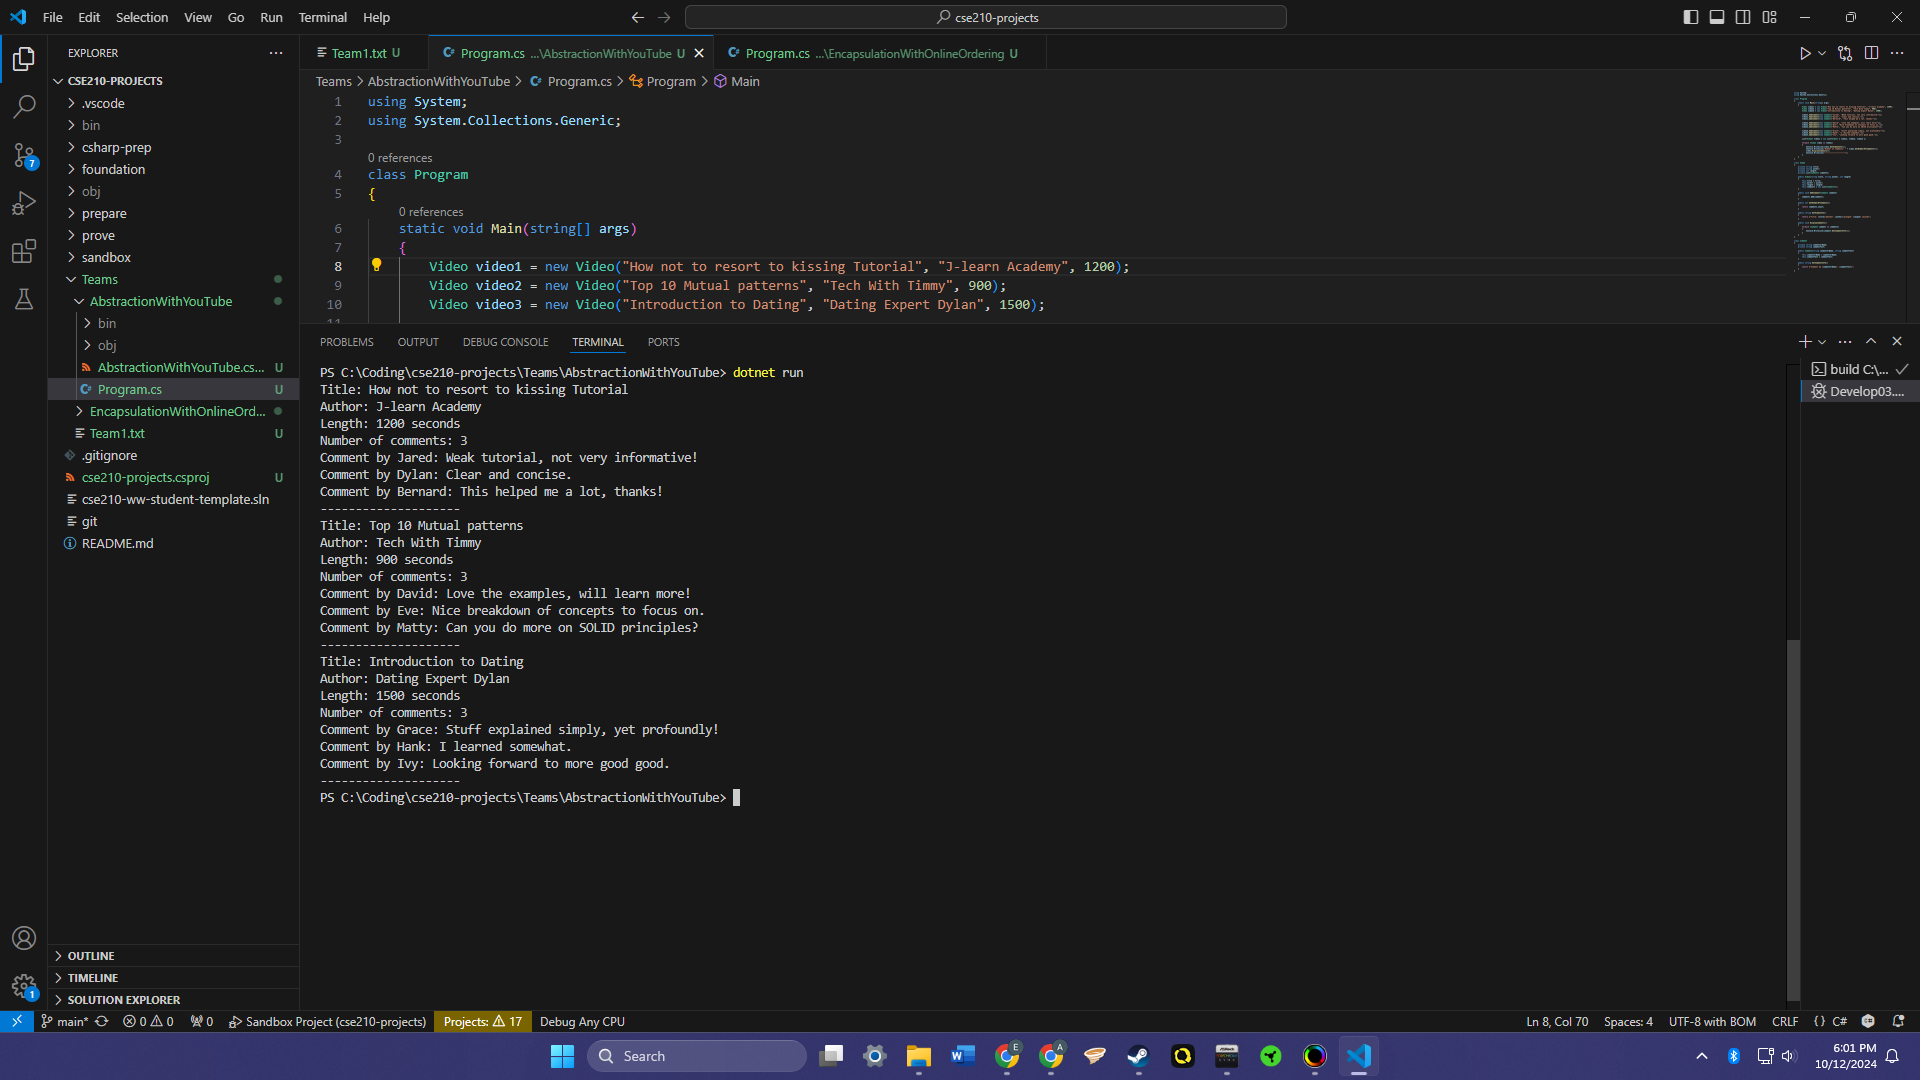 File Edit Selection View Go Run Terminal Help
cse210-projects
EXPLORER
CSE210-PROJECTS
.vscode
bin
csharp-prep
foundation
obj
prepare
prove
sandbox
Teams
AbstractionWithYouTube
bin
obj
AbstractionWithYouTube.cs... U
Program.cs U
EncapsulationWithOnlineOrd...
Team1.txt U
.gitignore
cse210-projects.csproj U
cse210-ww-student-template.sln
git
README.md
OUTLINE
TIMELINE
SOLUTION EXPLORER
7
1
Team1.txt U
Program.cs ...\AbstractionWithYouTube U
Program.cs ...\EncapsulationWithOnlineOrdering U
Teams > AbstractionWithYouTube > Program.cs > Program > Main
1 using System;
2 using System.Collections.Generic;
3
0 references
4 class Program
5 {
0 references
6 static void Main(string[] args)
7 {
8 Video video1 = new Video("How not to resort to kissing Tutorial", "J-learn Academy", 1200);
9 Video video2 = new Video("Top 10 Mutual patterns", "Tech With Timmy", 900);
10 Video video3 = new Video("Introduction to Dating", "Dating Expert Dylan", 1500);
11
PROBLEMS OUTPUT DEBUG CONSOLE TERMINAL PORTS
PS C:\Coding\cse210-projects\Teams\AbstractionWithYouTube> dotnet run
Title: How not to resort to kissing Tutorial
Author: J-learn Academy
Length: 1200 seconds
Number of comments: 3
Comment by Jared: Weak tutorial, not very informative!
Comment by Dylan: Clear and concise.
Comment by Bernard: This helped me a lot, thanks!
--------------------
Title: Top 10 Mutual patterns
Author: Tech With Timmy
Length: 900 seconds
Number of comments: 3
Comment by David: Love the examples, will learn more!
Comment by Eve: Nice breakdown of concepts to focus on.
Comment by Matty: Can you do more on SOLID principles?
--------------------
Title: Introduction to Dating
Author: Dating Expert Dylan
Length: 1500 seconds
Number of comments: 3
Comment by Grace: Stuff explained simply, yet profoundly!
Comment by Hank: I learned somewhat.
Comment by Ivy: Looking forward to more good good.
--------------------
PS C:\Coding\cse210-projects\Teams\AbstractionWithYouTube>
build C:\...
Develop03....
main* 0 0 0 Sandbox Project (cse210-projects) Projects: 17 Debug Any CPU
Ln 8, Col 70 Spaces: 4 UTF-8 with BOM CRLF { } C#
Search
6:01 PM
10/12/2024